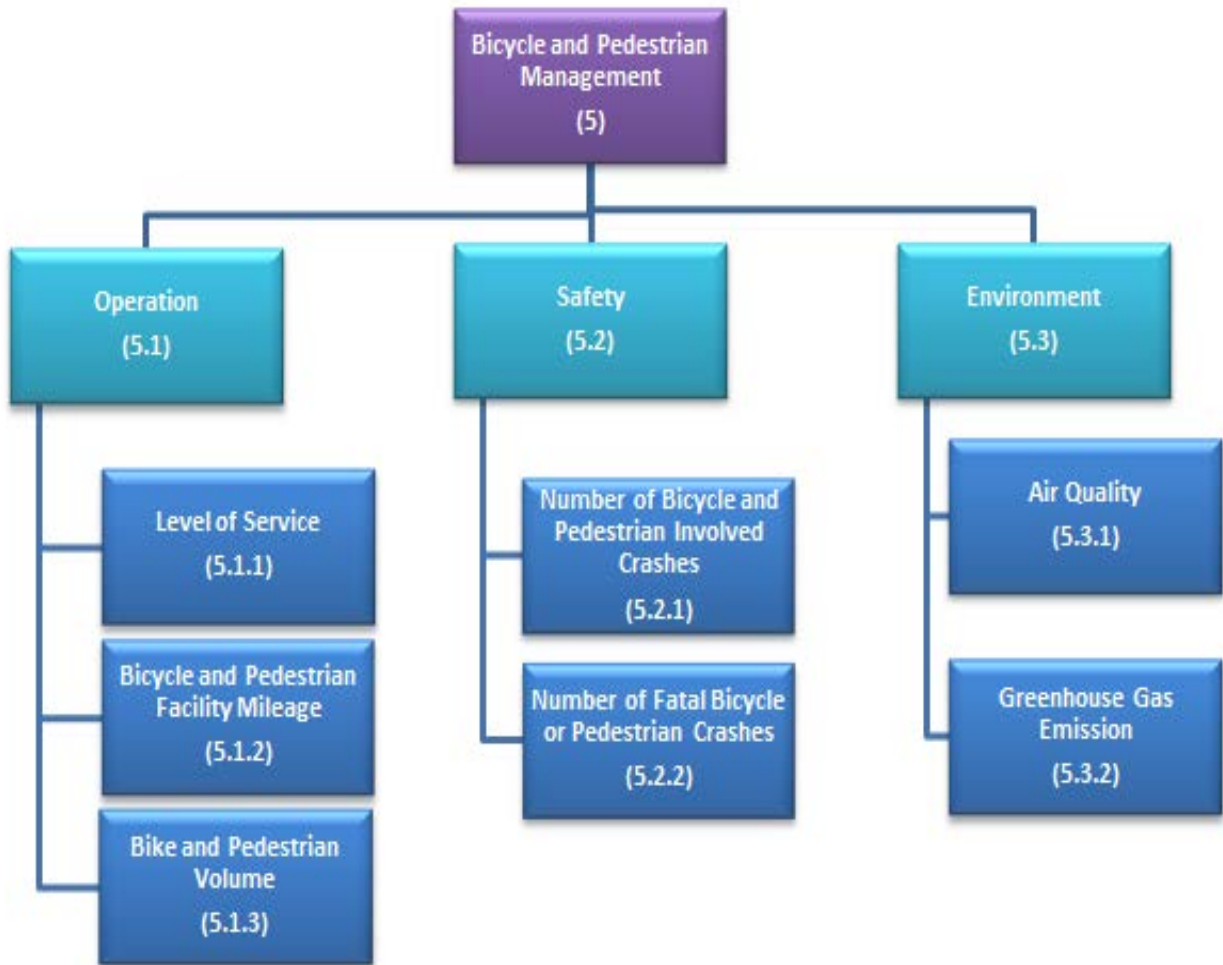 Bicycle and Pedestrian
Management
(5)
Operation
(5.1)
Safety
(5.2)
Environment
(5.3)
Level of Service
(5.1.1)
Bicycle and Pedestrian
Facility Mileage
(5.1.2)
Bike and Pedestrian
Volume
(5.1.3)
Number of Bicycle and
Pedestrian Involved
Crashes
(5.2.1)
Number of Fatal Bicycle
or Pedestrian Crashes
(5.2.2)
Air Quality
(5.3.1)
Greenhouse Gas
Emission
(5.3.2)